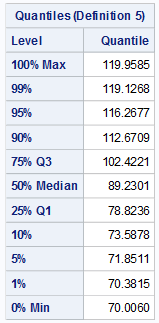 Quantiles (Definition 5)
Level Quantile
100% Max 119.9585
99% 119.1268
95% 116.2677
90% 112.6709
75% Q3 102.4221
50% Median 89.2301
25% Q1 78.8236
10% 73.5878
5% 71.8511
1% 70.3815
0% Min 70.0060